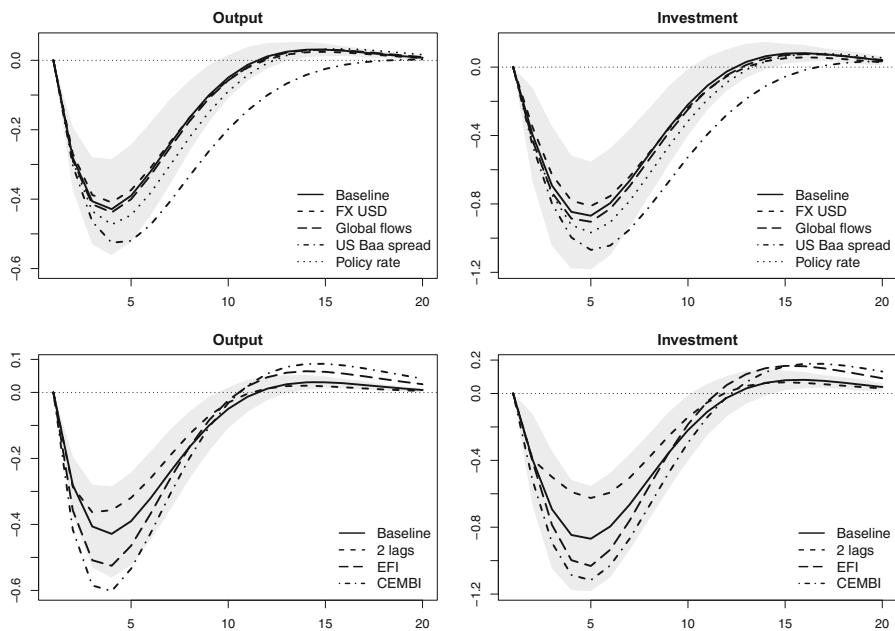 Output
0.0
−0.2
−0.4
−0.6
5
10
15
20
Baseline
FX USD
Global flows
US Baa spread
Policy rate
Investment
0.0
−0.4
−0.8
−1.2
5
10
15
20
Baseline
FX USD
Global flows
US Baa spread
Policy rate
Output
0.1
0.0
−0.2
−0.4
−0.6
5
10
15
20
Baseline
2 lags
EFI
CEMBI
Investment
0.2
0.0
−0.4
−0.8
−1.2
5
10
15
20
Baseline
2 lags
EFI
CEMBI